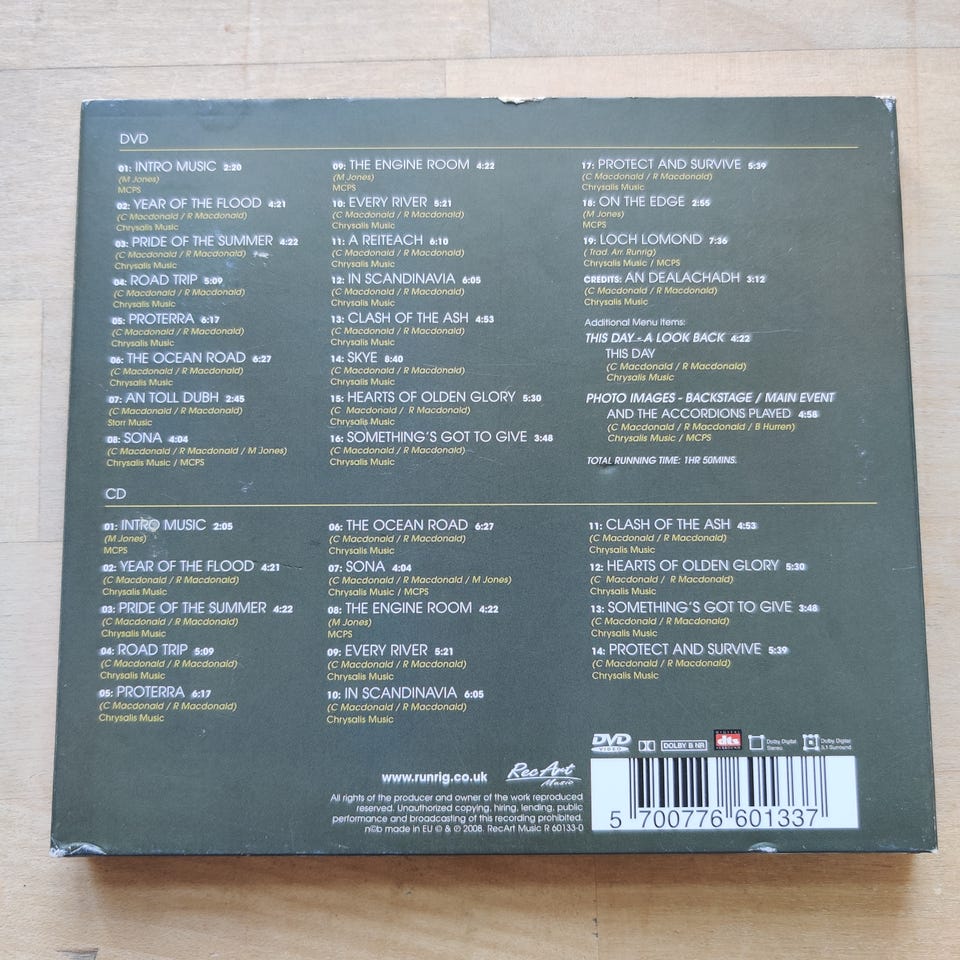 DVD
01: INTRO MUSIC 2:20
(M Jones)
MCPS
02: YEAR OF THE FLOOD 4:21
(C Macdonald / R Macdonald)
Chrysalis Music
03: PRIDE OF THE SUMMER 4:22
(C Macdonald / R Macdonald)
Chrysalis Music
04: ROAD TRIP 5:09
(C Macdonald / R Macdonald)
Chrysalis Music
05: PROTERRA 6:17
(C Macdonald / R Macdonald)
Chrysalis Music
06: THE OCEAN ROAD 6:27
(C Macdonald / R Macdonald)
Chrysalis Music
07: AN TOLL DUBH 2:45
(C Macdonald / R Macdonald)
Storr Music
08: SONA 4:04
(C Macdonald / R Macdonald / M Jones)
Chrysalis Music / MCPS
09: THE ENGINE ROOM 4:22
(M Jones)
MCPS
10: EVERY RIVER 5:21
(C Macdonald / R Macdonald)
Chrysalis Music
11: A REITEACH 6:10
(C Macdonald / R Macdonald)
Chrysalis Music
12: IN SCANDINAVIA 6:05
(C Macdonald / R Macdonald)
Chrysalis Music
13: CLASH OF THE ASH 4:53
(C Macdonald / R Macdonald)
Chrysalis Music
14: SKYE 8:40
(C Macdonald / R Macdonald)
Chrysalis Music
15: HEARTS OF OLDEN GLORY 5:30
(C Macdonald / R Macdonald)
Chrysalis Music
16: SOMETHING'S GOT TO GIVE 3:48
(C Macdonald / R Macdonald)
Chrysalis Music
17: PROTECT AND SURVIVE 5:39
(C Macdonald / R Macdonald)
Chrysalis Music
18: ON THE EDGE 2:55
(M Jones)
MCPS
19: LOCH LOMOND 7:36
( Trad. Arr. Runrig)
Chrysalis Music / MCPS
CREDITS: AN DEALACHADH 3:12
(C Macdonald / R Macdonald)
Chrysalis Music
Additional Menu Items:
THIS DAY - A LOOK BACK 4:22
THIS DAY
(C Macdonald / R Macdonald)
Chrysalis Music
PHOTO IMAGES - BACKSTAGE / MAIN EVENT
AND THE ACCORDIONS PLAYED 4:58
(C Macdonald / R Macdonald / B Hurren)
Chrysalis Music / MCPS
TOTAL RUNNING TIME: 1HR 50MINS.
CD
01: INTRO MUSIC 2:05
(M Jones)
MCPS
02: YEAR OF THE FLOOD 4:21
(C Macdonald / R Macdonald)
Chrysalis Music
03: PRIDE OF THE SUMMER 4:22
(C Macdonald / R Macdonald)
Chrysalis Music
04: ROAD TRIP 5:09
(C Macdonald / R Macdonald)
Chrysalis Music
05: PROTERRA 6:17
(C Macdonald / R Macdonald)
Chrysalis Music
06: THE OCEAN ROAD 6:27
(C Macdonald / R Macdonald)
Chrysalis Music
07: SONA 4:04
(C Macdonald / R Macdonald / M Jones)
Chrysalis Music / MCPS
08: THE ENGINE ROOM 4:22
(M Jones)
MCPS
09: EVERY RIVER 5:21
(C Macdonald / R Macdonald)
Chrysalis Music
10: IN SCANDINAVIA 6:05
(C Macdonald / R Macdonald)
Chrysalis Music
11: CLASH OF THE ASH 4:53
(C Macdonald / R Macdonald)
Chrysalis Music
12: HEARTS OF OLDEN GLORY 5:30
(C Macdonald / R Macdonald)
Chrysalis Music
13: SOMETHING'S GOT TO GIVE 3:48
(C Macdonald / R Macdonald)
Chrysalis Music
14: PROTECT AND SURVIVE 5:39
(C Macdonald / R Macdonald)
Chrysalis Music
DVD VIDEO
DOLBY B NR
DIGITAL dts SURROUND
Dolby Digital Stereo
Dolby Digital 5.1 Surround
www.runrig.co.uk
RecArt Music
All rights of the producer and owner of the work reproduced
reserved. Unauthorized copying, hiring, lending, public
performance and broadcasting of this recording prohibited.
n©b made in EU © & ℗ 2008. RecArt Music R 60133-0
5 700776 601337